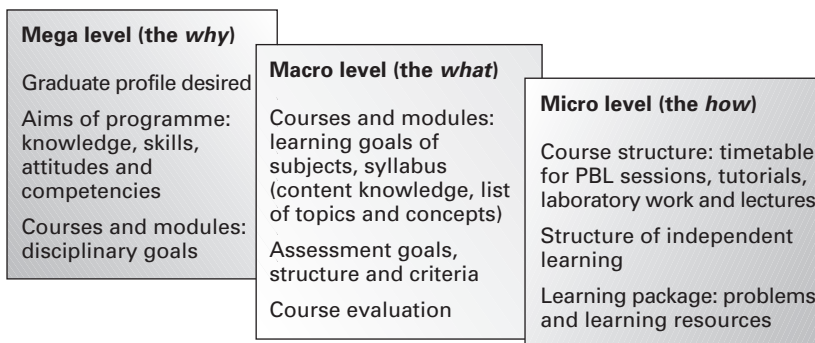 Mega level (the why)
Graduate profile desired
Aims of programme:
knowledge, skills,
attitudes and
competencies
Courses and modules:
disciplinary goals
Macro level (the what)
Courses and modules:
learning goals of
subjects, syllabus
(content knowledge, list
of topics and concepts)
Assessment goals,
structure and criteria
Course evaluation
Micro level (the how)
Course structure: timetable
for PBL sessions, tutorials,
laboratory work and lectures
Structure of independent
learning
Learning package: problems
and learning resources